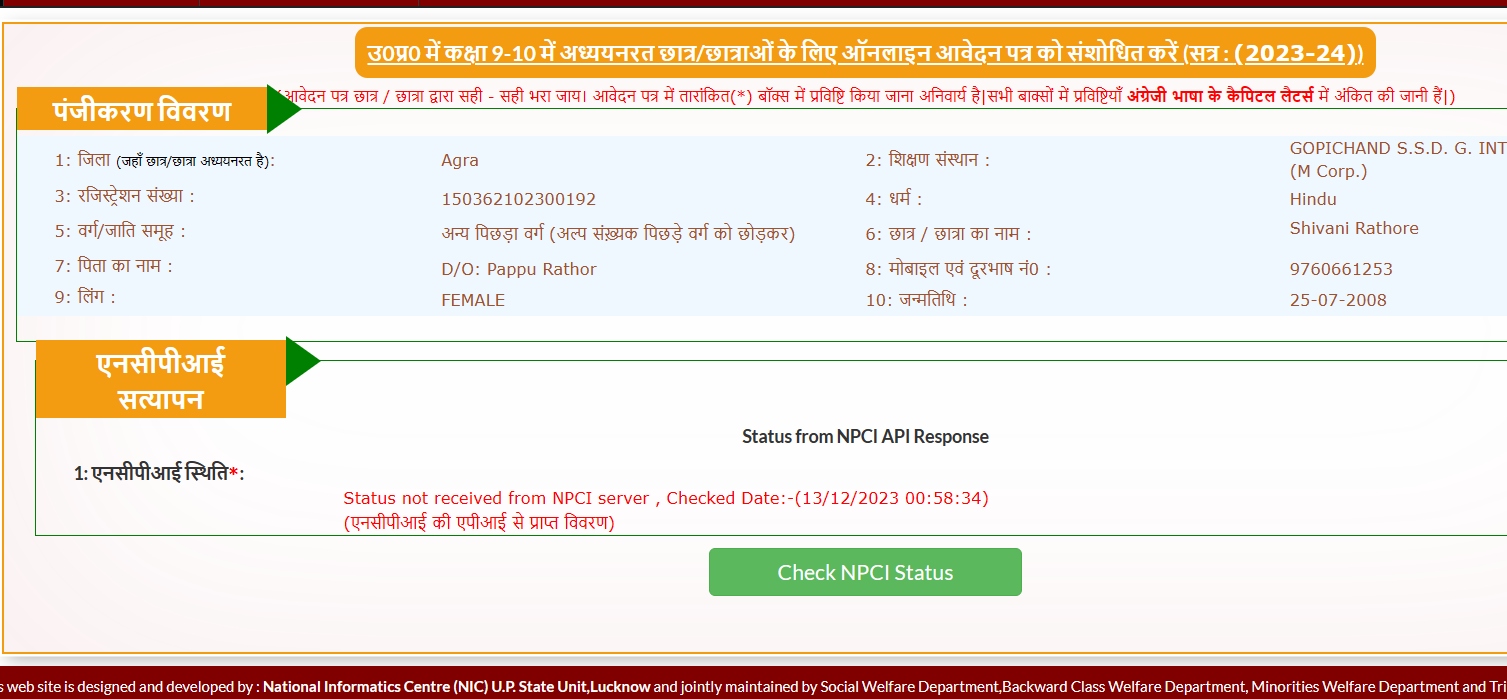 उ0प्र0 में कक्षा 9-10 में अध्ययनरत छात्र/छात्राओं के लिए ऑनलाइन आवेदन पत्र को संशोधित करें (सत्र : (2023-24))
(आवेदन पत्र छात्र / छात्रा द्वारा सही - सही भरा जाय। आवेदन पत्र में तारांकित(*) बॉक्स में प्रविष्टि किया जाना अनिवार्य है|सभी बाक्सों में प्रविष्टियाँ अंग्रेजी भाषा के कैपिटल लैटर्स में अंकित की जानी हैं|)
पंजीकरण विवरण
1: जिला (जहाँ छात्र/छात्रा अध्ययनरत है): Agra 2: शिक्षण संस्थान : GOPICHAND S.S.D. G. INT
(M Corp.)
3: रजिस्ट्रेशन संख्या : 150362102300192 4: धर्म : Hindu
5: वर्ग/जाति समूह : अन्य पिछड़ा वर्ग (अल्प संख़्यक पिछड़े वर्ग को छोड़कर) 6: छात्र / छात्रा का नाम : Shivani Rathore
7: पिता का नाम : D/O: Pappu Rathor 8: मोबाइल एवं दूरभाष नं0 : 9760661253
9: लिंग : FEMALE 10: जन्मतिथि : 25-07-2008
एनसीपीआई
सत्यापन
Status from NPCI API Response
1: एनसीपीआई स्थिति*:
Status not received from NPCI server , Checked Date:-(13/12/2023 00:58:34)
(एनसीपीआई की एपीआई से प्राप्त विवरण)
Check NPCI Status
s web site is designed and developed by : National Informatics Centre (NIC) U.P. State Unit,Lucknow and jointly maintained by Social Welfare Department,Backward Class Welfare Department, Minorities Welfare Department and Tri